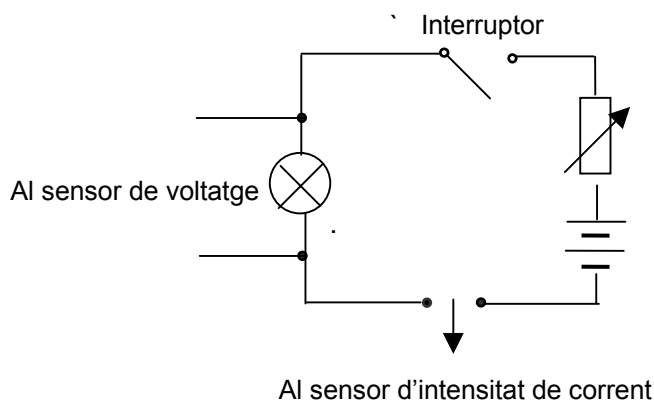 Interruptor
Al sensor de voltatge
Al sensor d’intensitat de corrent